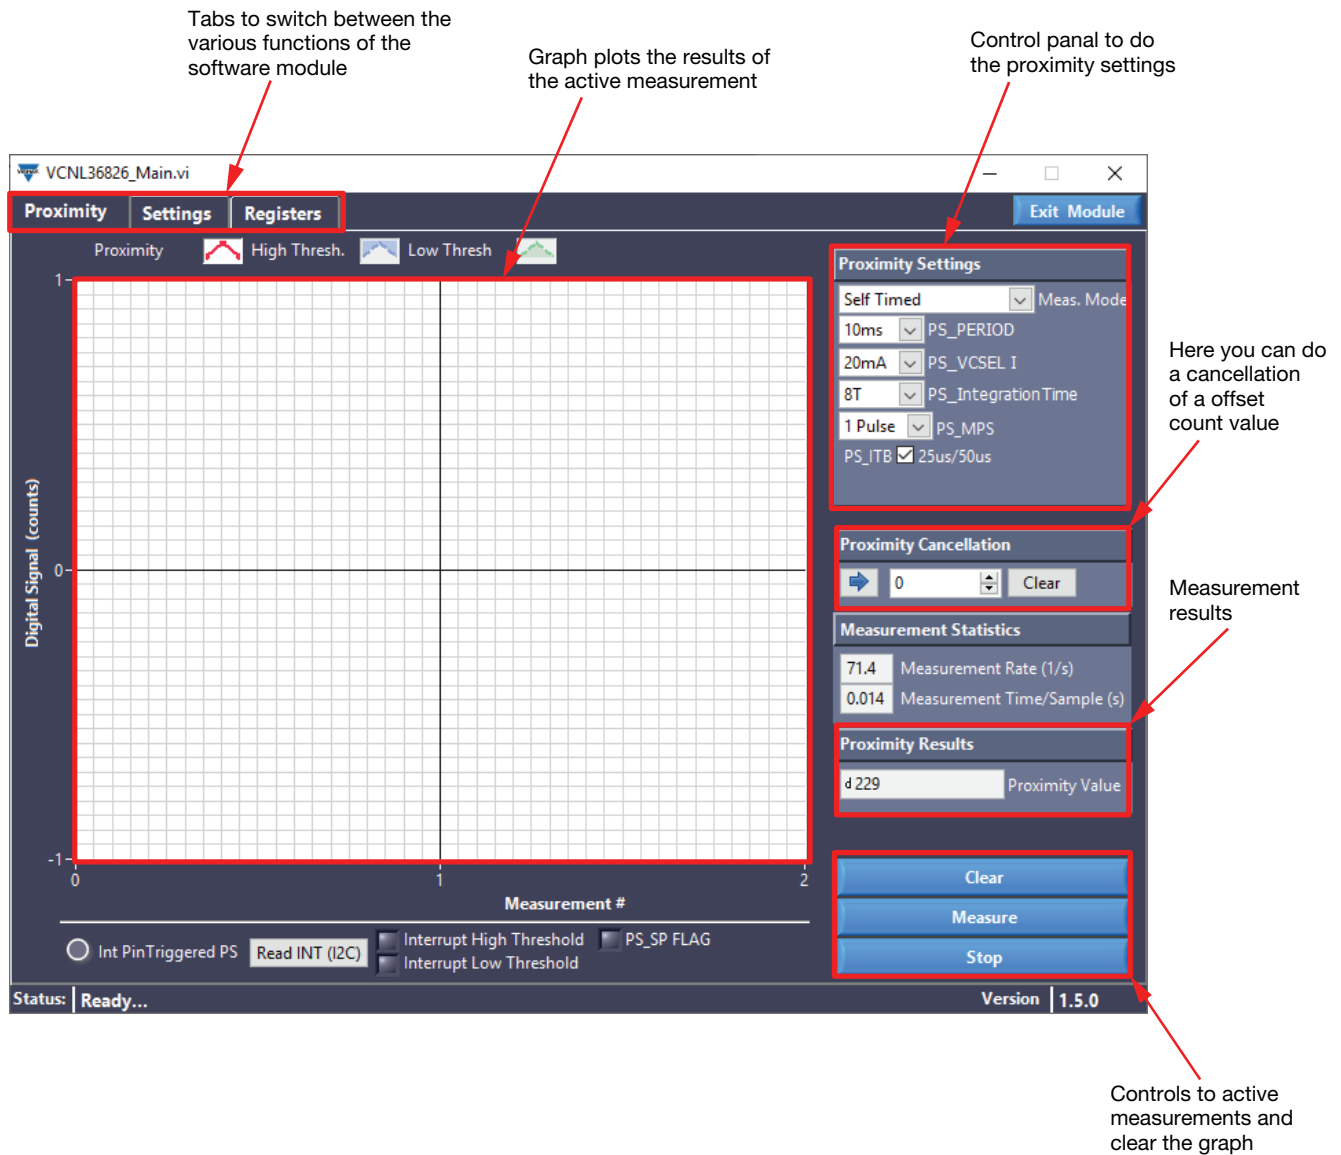 Tabs to switch between the
various functions of the
software module
Graph plots the results of
the active measurement
Control panal to do
the proximity settings
VCNL36826_Main.vi
Proximity Settings Registers
Exit Module
Proximity High Thresh. Low Thresh
1
0
-1
Digital Signal (counts)
0 1 2
Measurement #
Proximity Settings
Self Timed Meas. Mode
10ms PS_PERIOD
20mA PS_VCSEL I
8T PS_IntegrationTime
1 Pulse PS_MPS
PS_ITB 25us/50us
Here you can do
a cancellation
of a offset
count value
Proximity Cancellation
0 Clear
Measurement Statistics
71.4 Measurement Rate (1/s)
0.014 Measurement Time/Sample (s)
Measurement
results
Proximity Results
d 229 Proximity Value
Clear
Measure
Stop
Int PinTriggered PS Read INT (I2C)
Interrupt High Threshold PS_SP FLAG
Interrupt Low Threshold
Status: Ready...
Version 1.5.0
Controls to active
measurements and
clear the graph